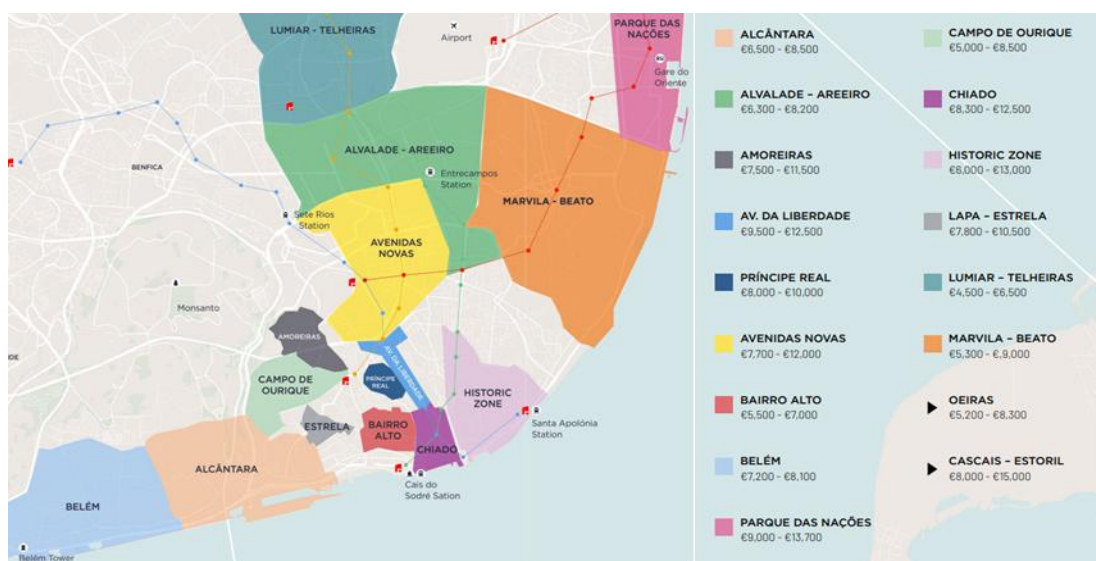 LUMIAR - TELHEIRAS
Airport
PARQUE DAS
NAÇÕES
Gare do
Oriente
BENFICA
ALVALADE - AREEIRO
Entrecampos
Station
MARVILA - BEATO
Sete Rios
Station
AVENIDAS
NOVAS
Monsanto
AMOREIRAS
AV. DA LIBERDADE
CAMPO DE
OURIQUE
PRÍNCIPE
REAL
HISTORIC
ZONE
ESTRELA
BAIRRO
ALTO
CHIADO
Santa Apolónia
Station
ALCÂNTARA
Cais do
Sodré Sation
BELÉM
Belém Tower
ALCÂNTARA
€6.500 - €8,500
ALVALADE – AREEIRO
€6,300 - €8,200
AMOREIRAS
€7,500 - €11,500
AV. DA LIBERDADE
€9,500 - €12,500
PRÍNCIPE REAL
€8,000 - €10,000
AVENIDAS NOVAS
€7,700 - €12,000
BAIRRO ALTO
€5,500 - €7,000
BELÉM
€7,200 - €8,100
PARQUE DAS NAÇÕES
€9,000 - €13,700
CAMPO DE OURIQUE
€5,000 - €8,500
CHIADO
€8,300 - €12,500
HISTORIC ZONE
€6,000 - €13,000
LAPA – ESTRELA
€7,800 - €10,500
LUMIAR – TELHEIRAS
€4,500 - €6,500
MARVILA – BEATO
€5,300 - €,9,000
OEIRAS
€5,200 - €8,300
CASCAIS – ESTORIL
€8,000 - €15,000